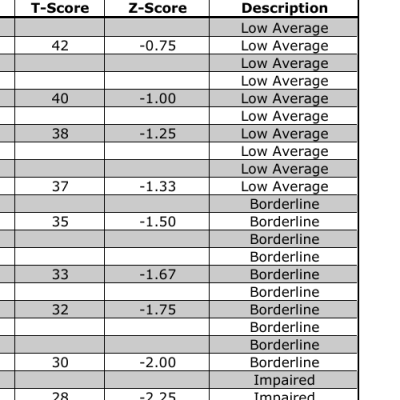 T-Score Z-Score Description
Low Average
42 -0.75 Low Average
Low Average
Low Average
40 -1.00 Low Average
Low Average
38 -1.25 Low Average
Low Average
Low Average
37 -1.33 Low Average
Borderline
35 -1.50 Borderline
Borderline
Borderline
33 -1.67 Borderline
Borderline
32 -1.75 Borderline
Borderline
Borderline
30 -2.00 Borderline
Impaired
28 -2.25 Impaired